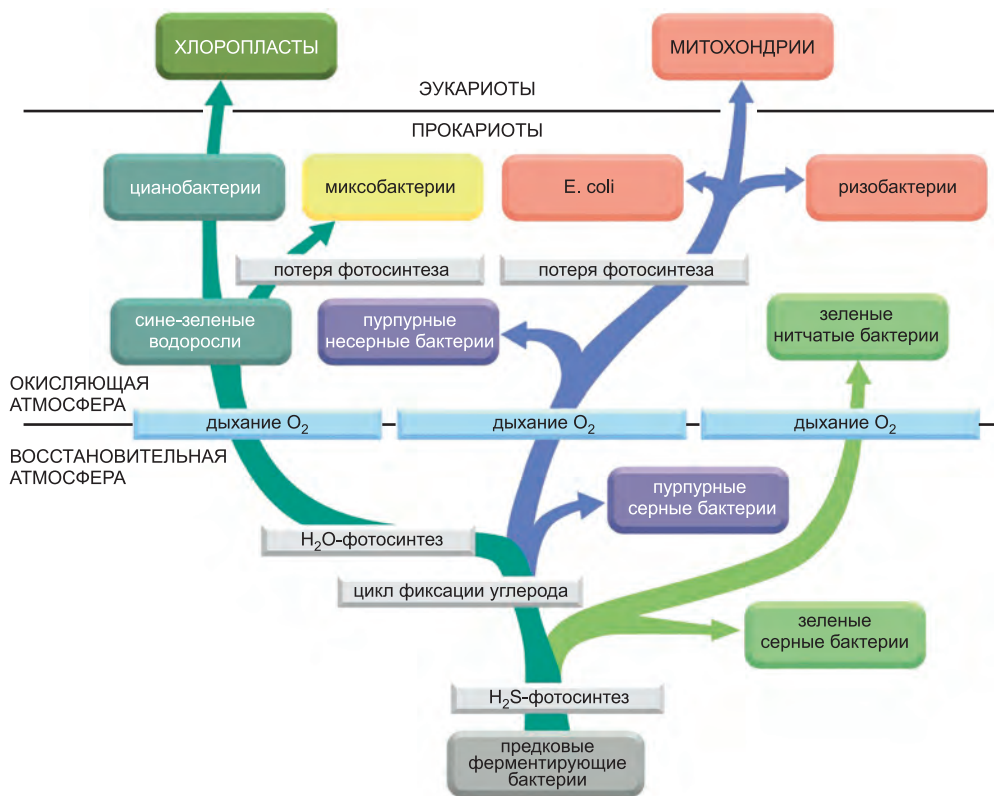 ХЛОРОПЛАСТЫ
МИТОХОНДРИИ
ЭУКАРИОТЫ
ПРОКАРИОТЫ
цианобактерии
миксобактерии
E. coli
ризобактерии
потеря фотосинтеза
потеря фотосинтеза
сине-зеленые
водоросли
пурпурные
несерные бактерии
зеленые
нитчатые бактерии
ОКИСЛЯЮЩАЯ
АТМОСФЕРА
дыхание O₂
дыхание O₂
дыхание O₂
ВОССТАНОВИТЕЛЬНАЯ
АТМОСФЕРА
пурпурные
серные бактерии
H₂O-фотосинтез
цикл фиксации углерода
зеленые
серные бактерии
H₂S-фотосинтез
предковые
ферментирующие
бактерии